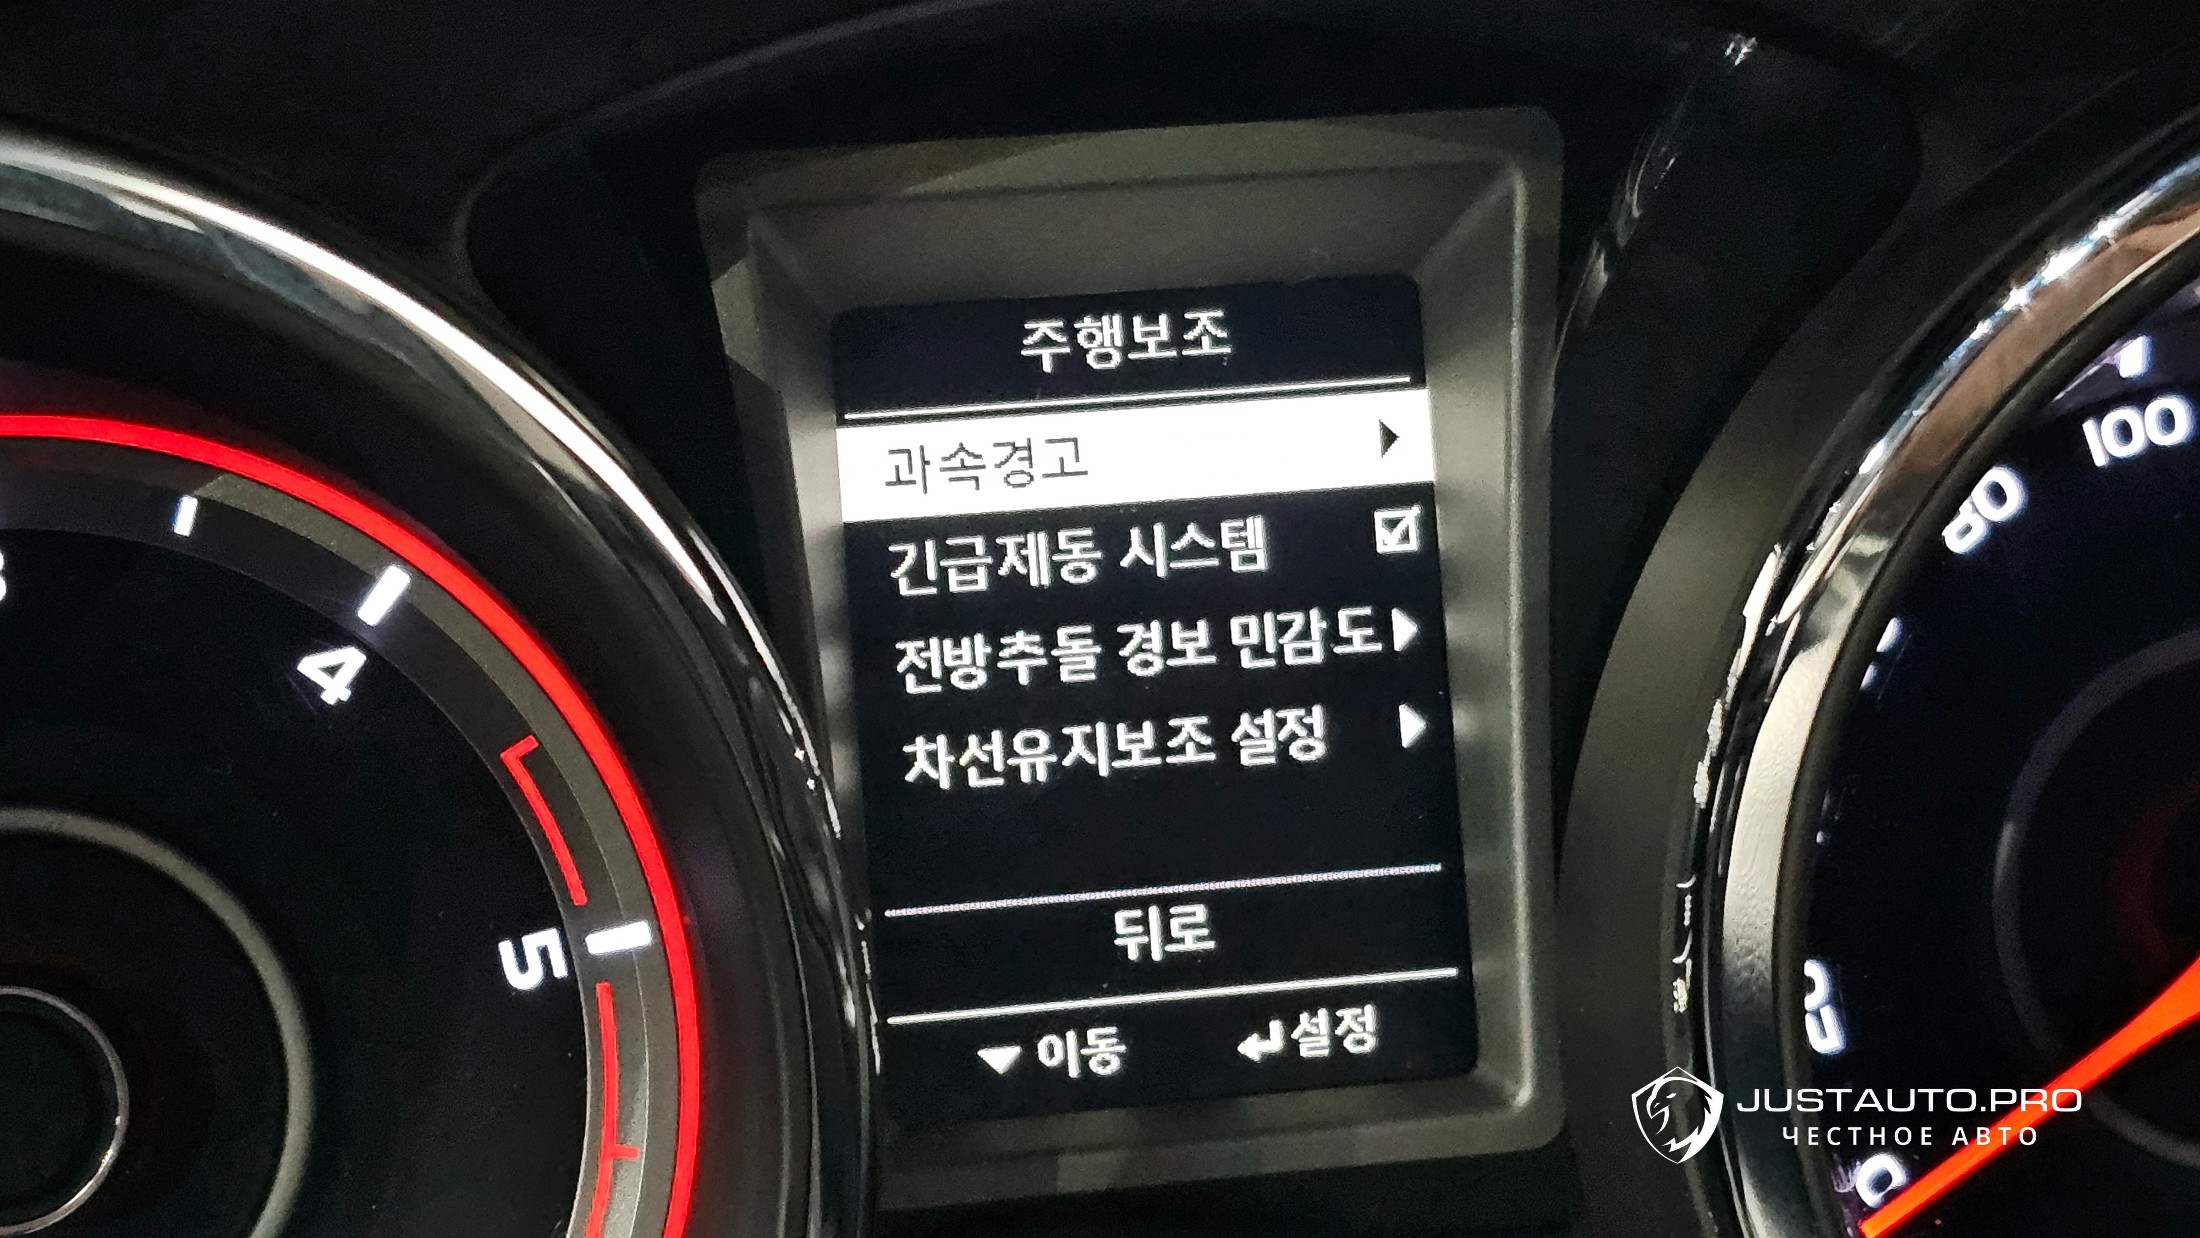 주행보조
과속경고
긴급제동 시스템
전방추돌 경보 민감도
차선유지보조 설정
뒤로
이동 설정
4
5
100
80
0
JUSTAUTO.PRO
ЧЕСТНОЕ АВТО